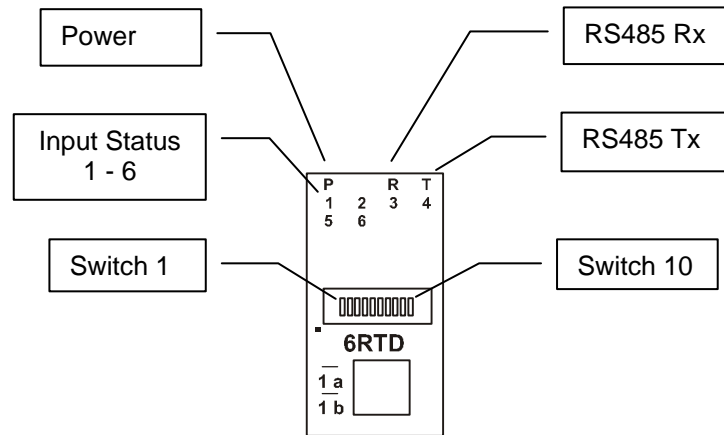 Power
RS485 Rx
Input Status
1 - 6
RS485 Tx
P R T
1 2 3 4
5 6
Switch 1
Switch 10
6RTD
1 a
1 b